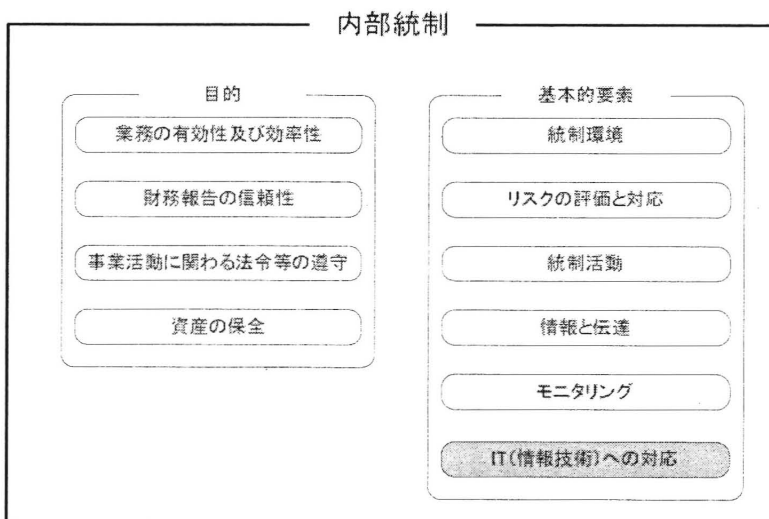 内部統制
目的
業務の有効性及び効率性
財務報告の信頼性
事業活動に関わる法令等の遵守
資産の保全
基本的要素
統制環境
リスクの評価と対応
統制活動
情報と伝達
モニタリング
IT(情報技術)への対応